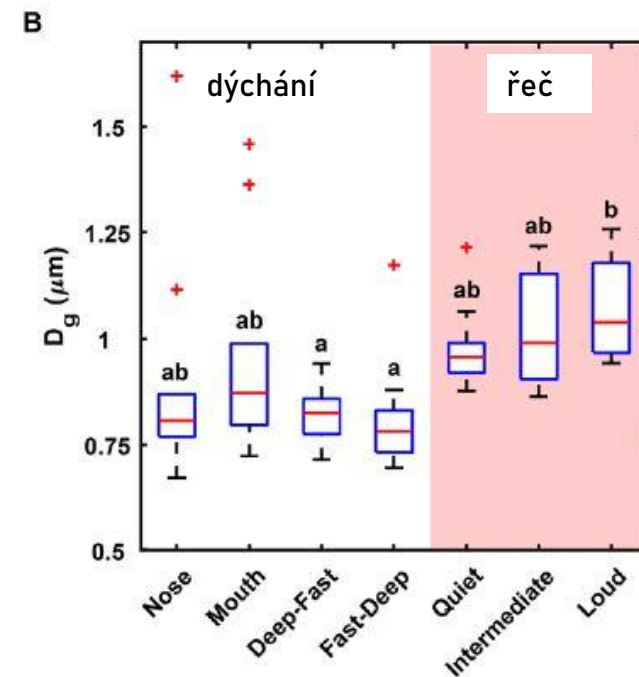 B
dýchání řeč
1.5
1.25
1
0.75
0.5
D_g (μm)
ab ab a a ab ab b
Nose Mouth Deep-Fast Fast-Deep Quiet Intermediate Loud